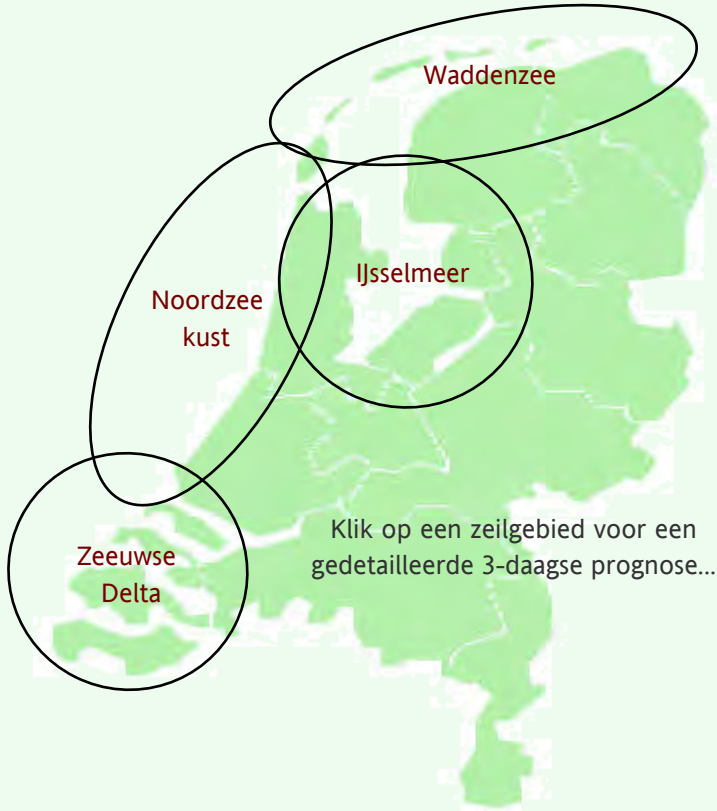 Waddenzee
IJsselmeer
Noordzee
kust
Zeeuwse
Delta
Klik op een zeilgebied voor een
gedetailleerde 3-daagse prognose...